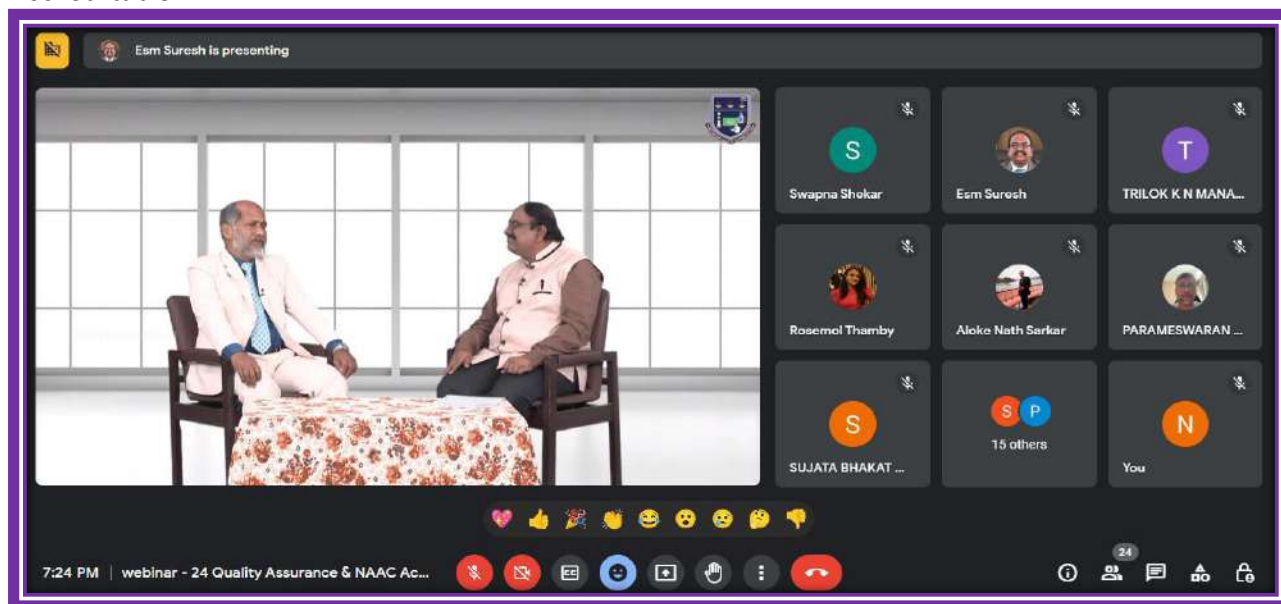 Esm Suresh is presenting
S
Swapna Shekar
Esm Suresh
T
TRILOK K N MANA...
Rosemol Thamby
Aloke Nath Sarkar
PARAMESWARAN ...
S
SUJATA BHAKAT ...
S P
15 others
N
You
7:24 PM | webinar - 24 Quality Assurance & NAAC Ac...
CC
24